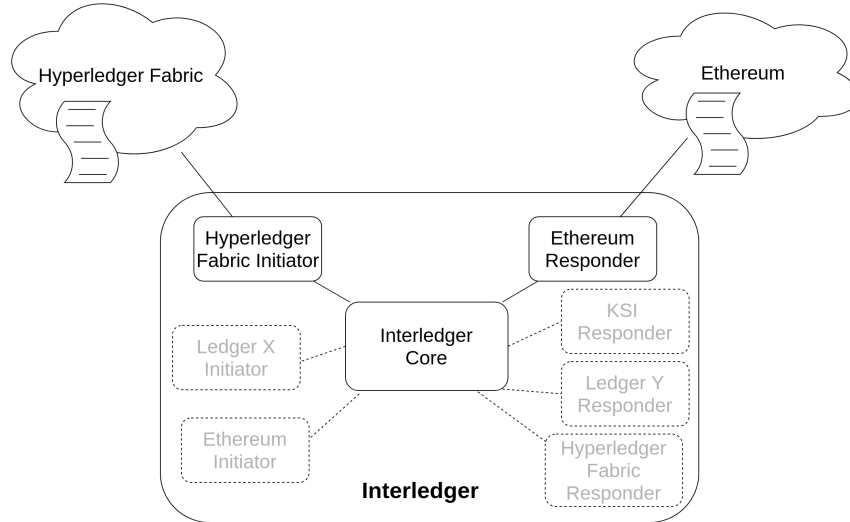 Hyperledger Fabric
Ethereum
Hyperledger
Fabric Initiator
Ethereum
Responder
Interledger
Core
KSI
Responder
Ledger X
Initiator
Ledger Y
Responder
Ethereum
Initiator
Hyperledger
Fabric
Responder
Interledger